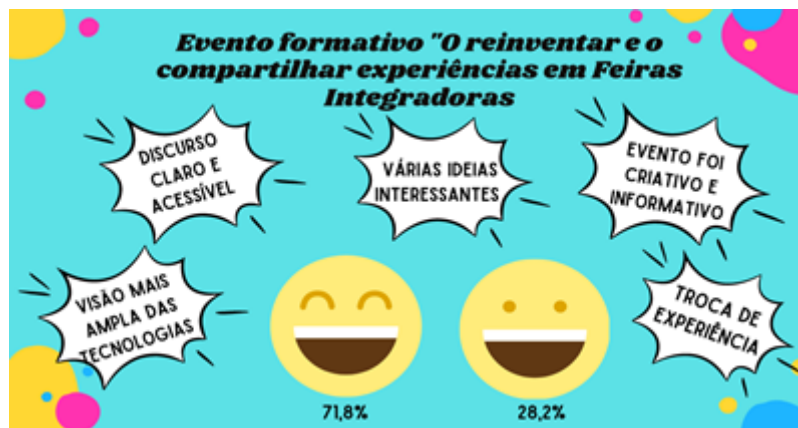 Evento formativo "O reinventar e o
compartilhar experiências em Feiras
Integradoras
DISCURSO
CLARO E
ACESSÍVEL
VÁRIAS IDEIAS
INTERESSANTES
EVENTO FOI
CRIATIVO E
INFORMATIVO
VISÃO MAIS
AMPLA DAS
TECNOLOGIAS
TROCA DE
EXPERIÊNCIA
71,8%
28,2%